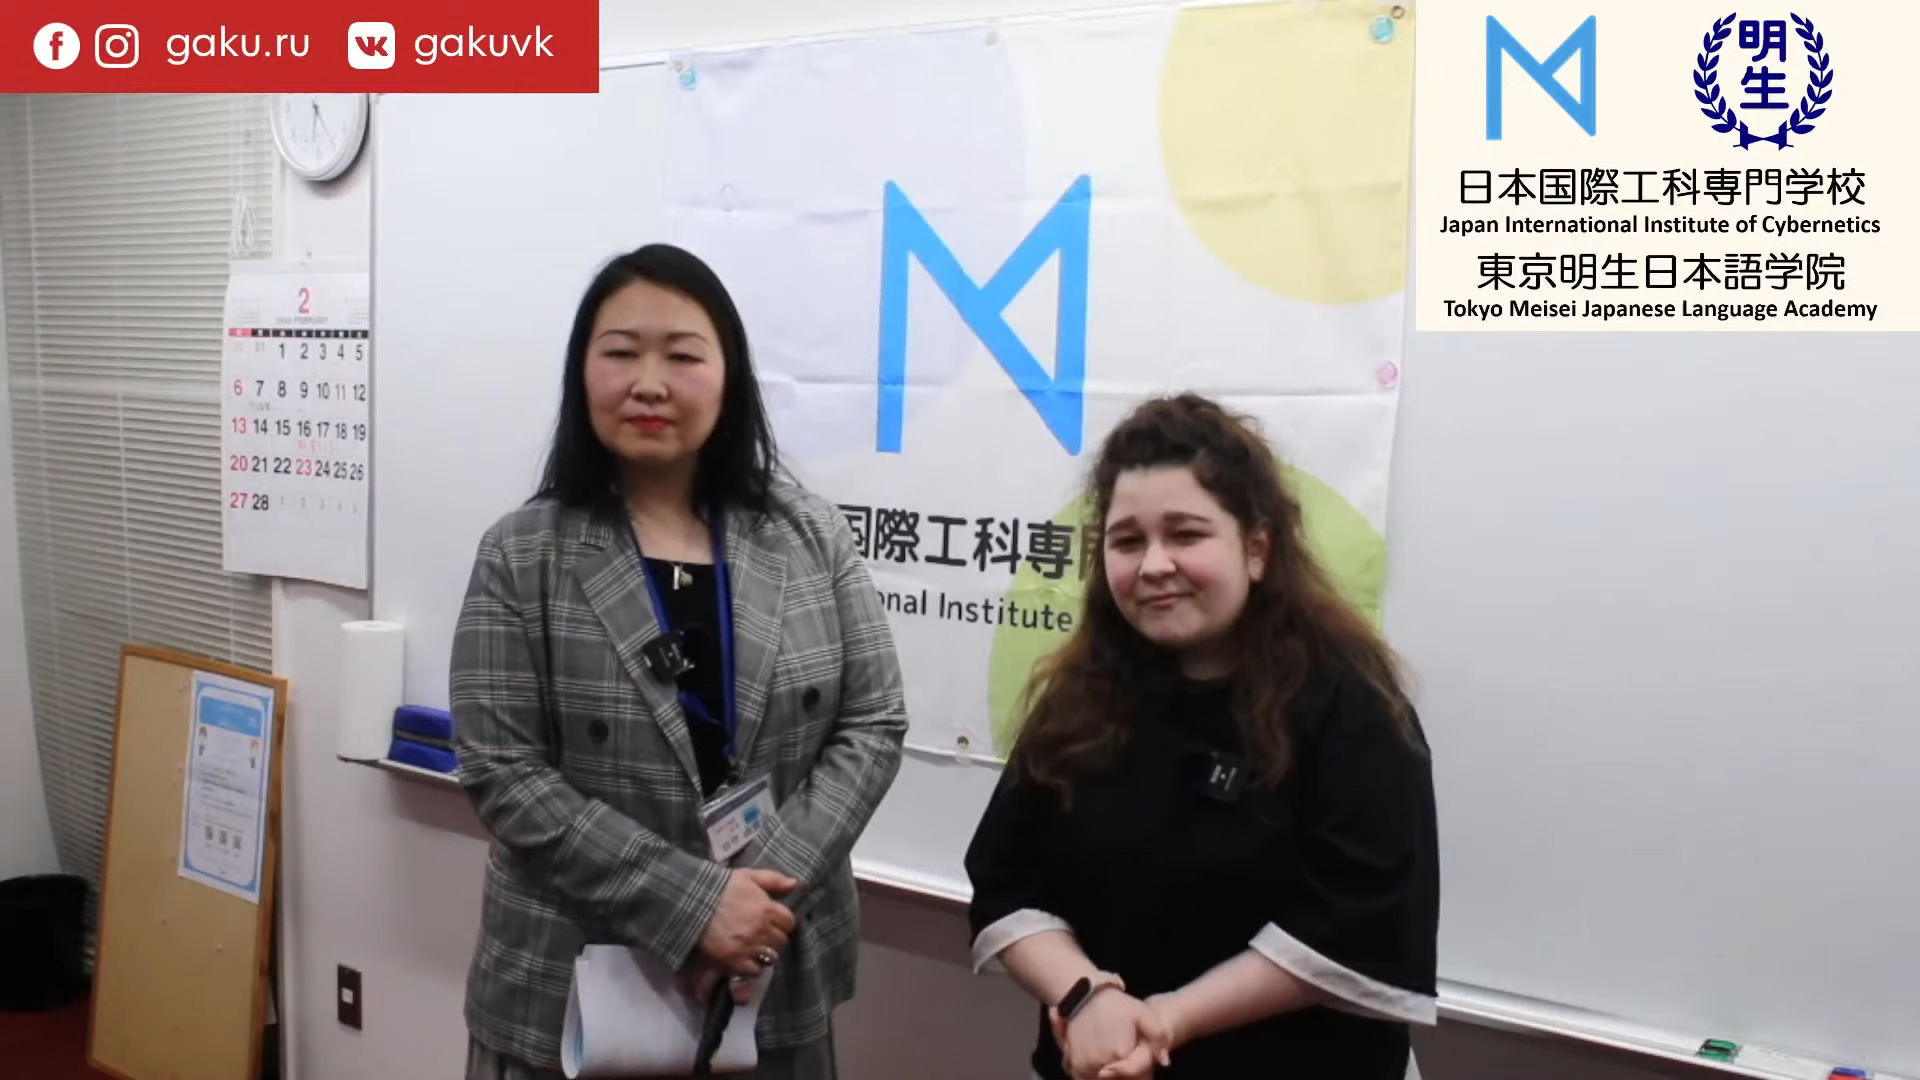 gaku.ru gakuvk
明生
日本国際工科専門学校
Japan International Institute of Cybernetics
東京明生日本語学院
Tokyo Meisei Japanese Language Academy
2
FEBRUARY
1 2 3 4 5
6 7 8 9 10 11 12
13 14 15 16 17 18 19
20 21 22 23 24 25 26
27 28
国際工科専門
onal Institute